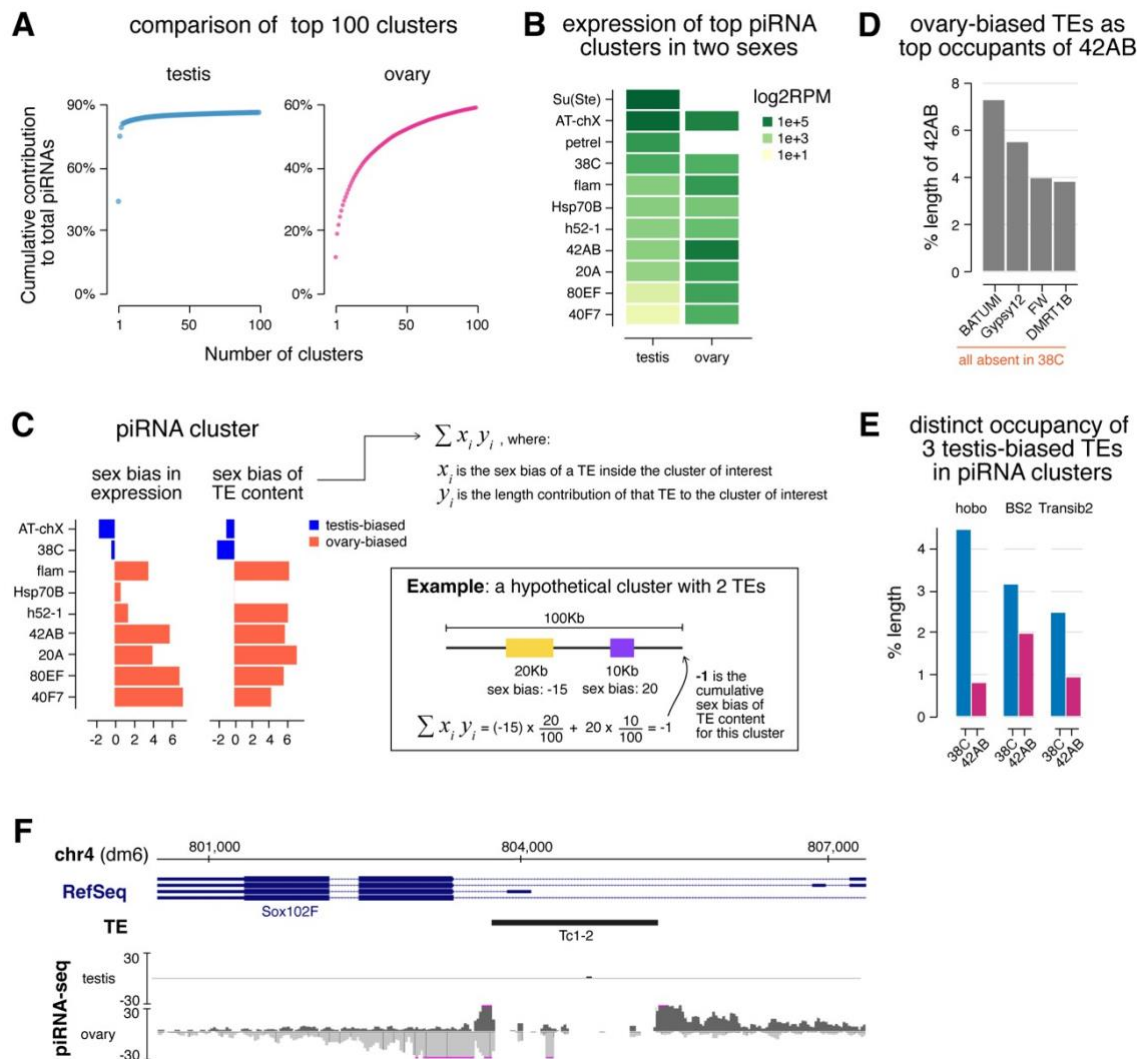 A comparison of top 100 clusters
testis ovary
Cumulative contribution
to total piRNAs
90%
60%
30%
0%
60%
40%
20%
0%
1 50 100
1 50 100
Number of clusters
B expression of top piRNA
clusters in two sexes
Su(Ste)
AT-chX
petrel
38C
flam
Hsp70B
h52-1
42AB
20A
80EF
40F7
testis ovary
log2RPM
1e+5
1e+3
1e+1
D ovary-biased TEs as
top occupants of 42AB
% length of 42AB
8
6
4
2
0
BATUMI
Gypsy12
FW
DMRT1B
all absent in 38C
C piRNA cluster
sex bias in
expression
sex bias of
TE content
AT-chX
38C
flam
Hsp70B
h52-1
42AB
20A
80EF
40F7
-2 0 2 4 6
-2 0 2 4 6
testis-biased
ovary-biased
∑ xᵢ yᵢ , where:
xᵢ is the sex bias of a TE inside the cluster of interest
yᵢ is the length contribution of that TE to the cluster of interest
Example: a hypothetical cluster with 2 TEs
100Kb
20Kb 10Kb
sex bias: -15 sex bias: 20
∑ xᵢ yᵢ = (-15) x 20/100 + 20 x 10/100 = -1
-1 is the
cumulative
sex bias of
TE content
for this cluster
E distinct occupancy of
3 testis-biased TEs
in piRNA clusters
hobo BS2 Transib2
% length
4
3
2
1
0
38C
42AB
38C
42AB
38C
42AB
F
chr4 (dm6)
801,000 804,000 807,000
RefSeq
Sox102F
TE
Tc1-2
piRNA-seq
30
testis
-30
30
ovary
-30